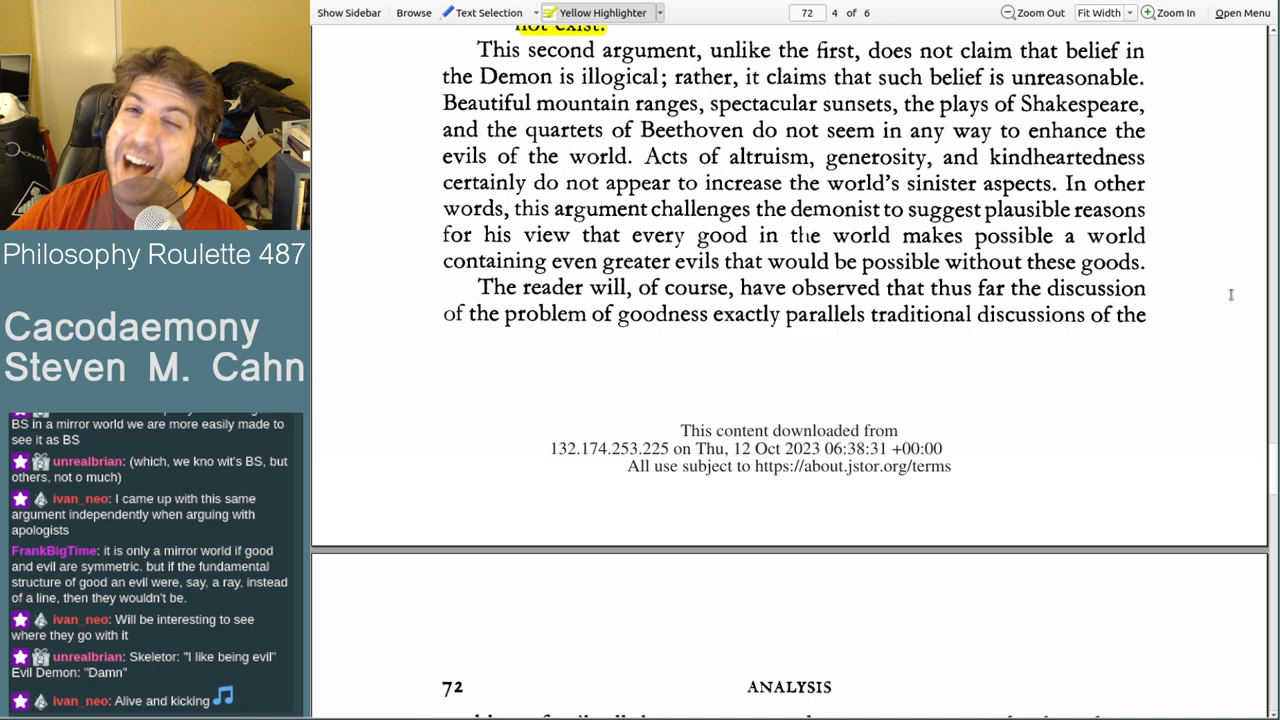 Show Sidebar Browse Text Selection Yellow Highlighter 72 4 of 6 Zoom Out Fit Width Zoom In Open Menu
not exist.
This second argument, unlike the first, does not claim that belief in
the Demon is illogical; rather, it claims that such belief is unreasonable.
Beautiful mountain ranges, spectacular sunsets, the plays of Shakespeare,
and the quartets of Beethoven do not seem in any way to enhance the
evils of the world. Acts of altruism, generosity, and kindheartedness
certainly do not appear to increase the world's sinister aspects. In other
words, this argument challenges the demonist to suggest plausible reasons
for his view that every good in the world makes possible a world
containing even greater evils that would be possible without these goods.
The reader will, of course, have observed that thus far the discussion
of the problem of goodness exactly parallels traditional discussions of the
This content downloaded from
132.174.253.225 on Thu, 12 Oct 2023 06:38:31 +00:00
All use subject to https://about.jstor.org/terms
72 ANALYSIS
Philosophy Roulette 487
Cacodaemony
Steven M. Cahn
BS in a mirror world we are more easily made to
see it as BS
unrealbrian: (which, we kno wit's BS, but
others, not o much)
ivan_neo: I came up with this same
argument independently when arguing with
apologists
FrankBigTime: it is only a mirror world if good
and evil are symmetric. but if the fundamental
structure of good an evil were, say, a ray, instead
of a line, then they wouldn't be.
ivan_neo: Will be interesting to see
where they go with it
unrealbrian: Skeletor: "I like being evil"
Evil Demon: "Damn"
ivan_neo: Alive and kicking